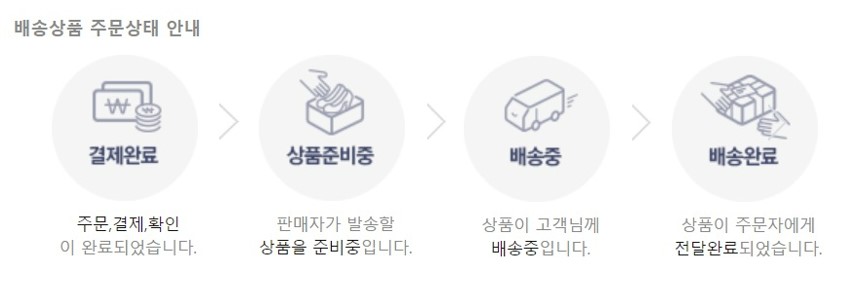 배송상품 주문상태 안내
결제완료
상품준비중
배송중
배송완료
주문,결제,확인
이 완료되었습니다.
판매자가 발송할
상품을 준비중입니다.
상품이 고객님께
배송중입니다.
상품이 주문자에게
전달완료되었습니다.